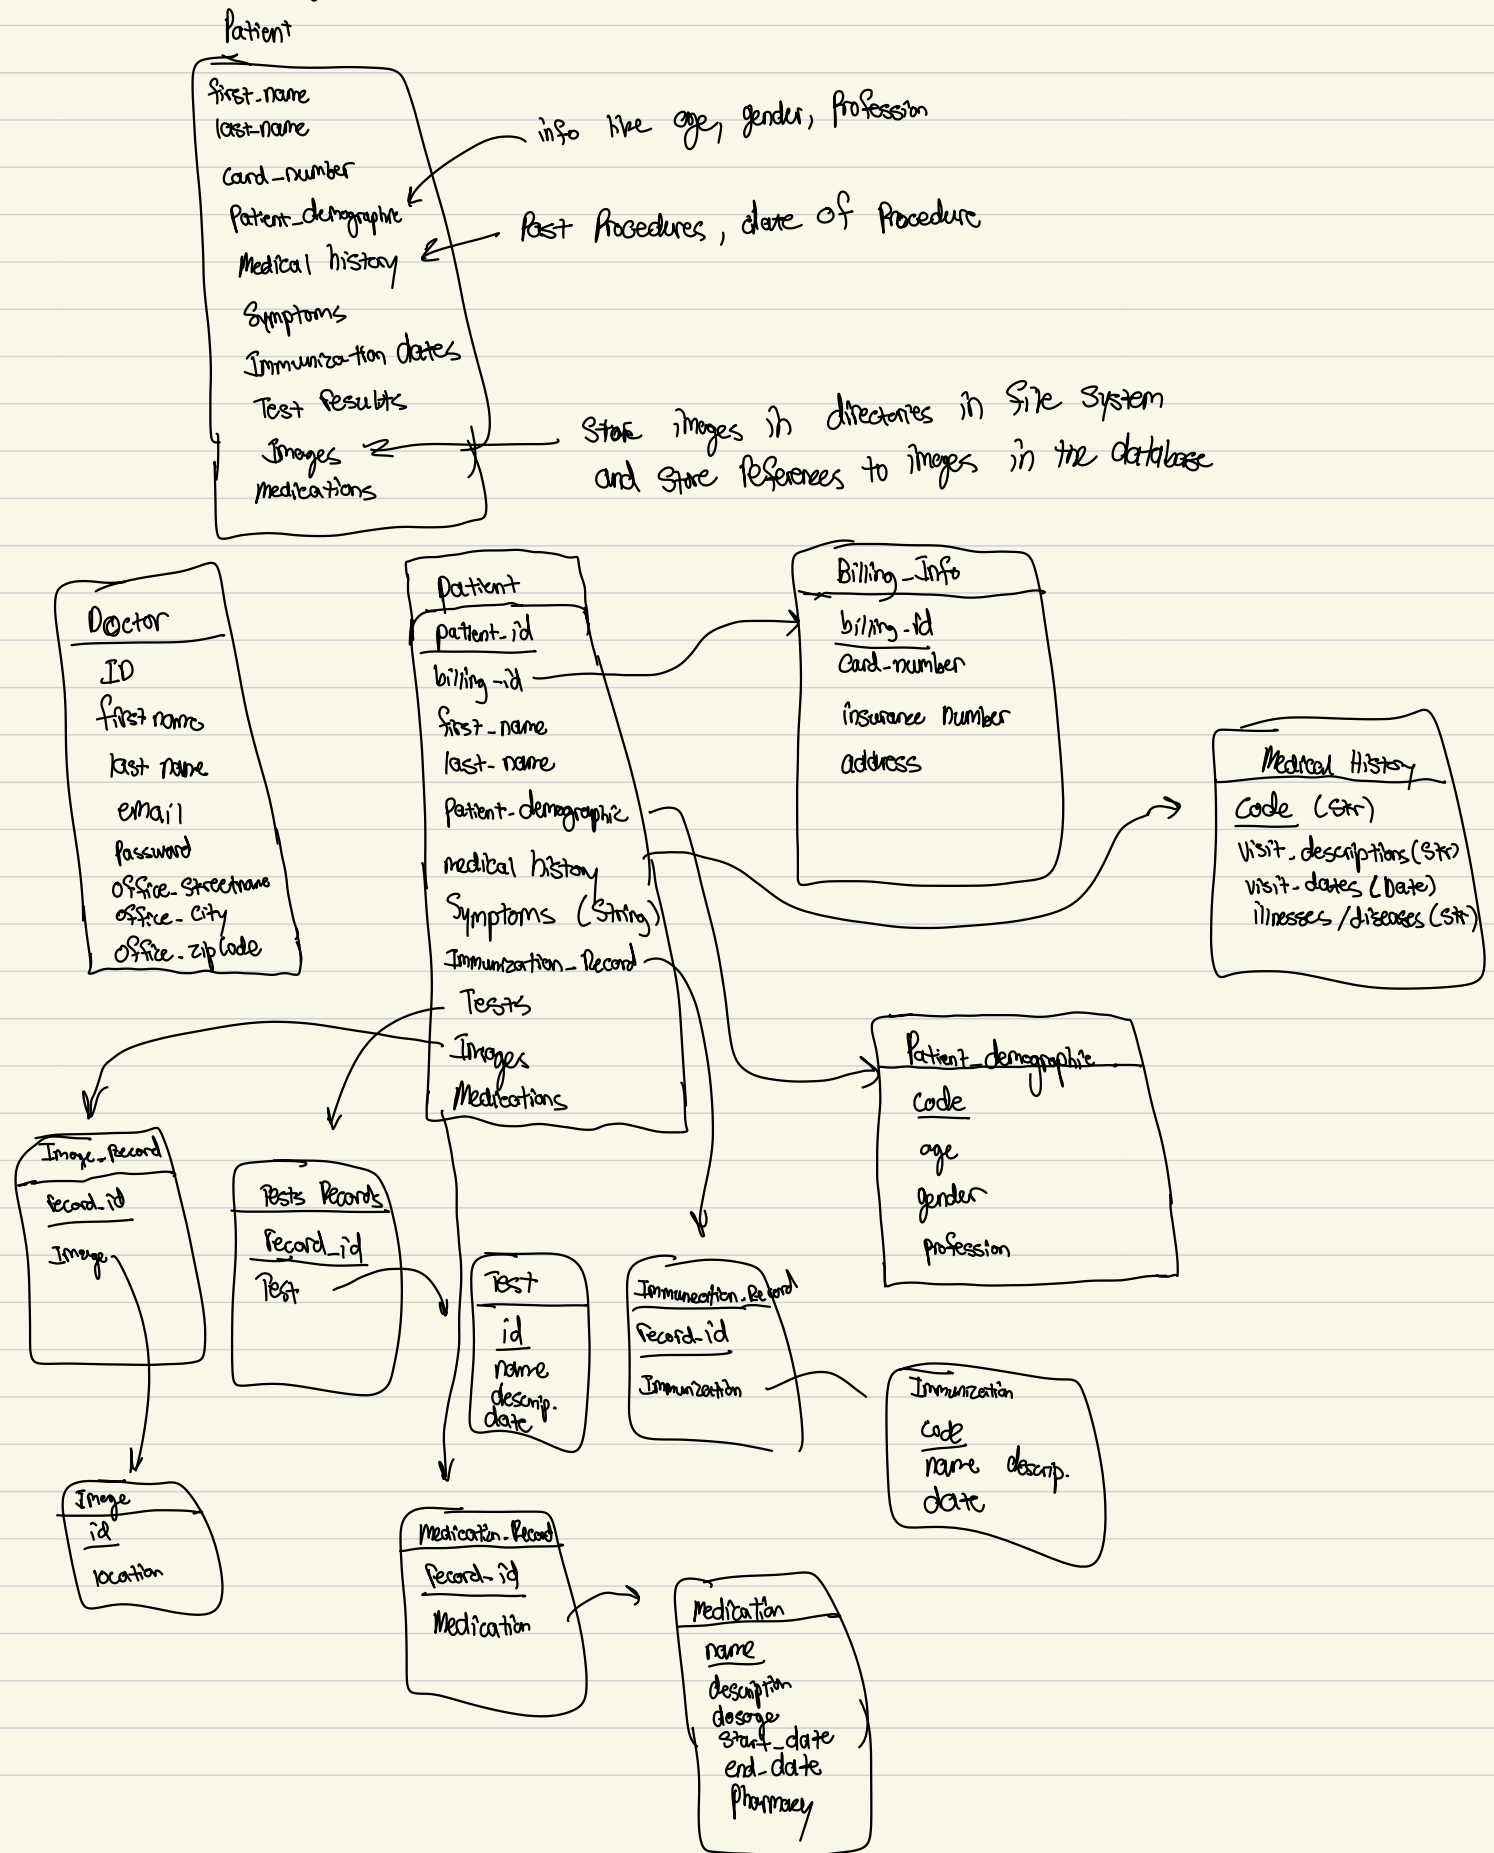 Patient
first_name
last_name
card_number
Patient_demographic
info like age, gender, Profession
Medical history
Past Procedures, date of Procedure
Symptoms
Immunization dates
Test Results
Images
Store images in directories in file system
and store References to images in the database
Medications
Doctor
ID
first name
last name
email
Password
office_streetname
office_city
office_zipcode
patient
patient_id
billing_id
first_name
last_name
Patient_demographic
medical history
Symptoms (String)
Immunization_Record
Tests
Images
Medications
Billing_Info
billing_id
card_number
insurance number
address
Medical History
code (Str)
Visit_descriptions (Str)
visit_dates (Date)
illnesses/diseases (Str)
Patient_demographic
code
age
gender
profession
Image_Record
record_id
Image
Tests Records
record_id
Test
Test
id
name
descrip.
date
Record_id
Immunization
Immunization
code
name descrip.
date
Image
id
location
Medication_Record
Record_id
Medication
Medication
name
description
dosage
start_date
end_date
Pharmacy